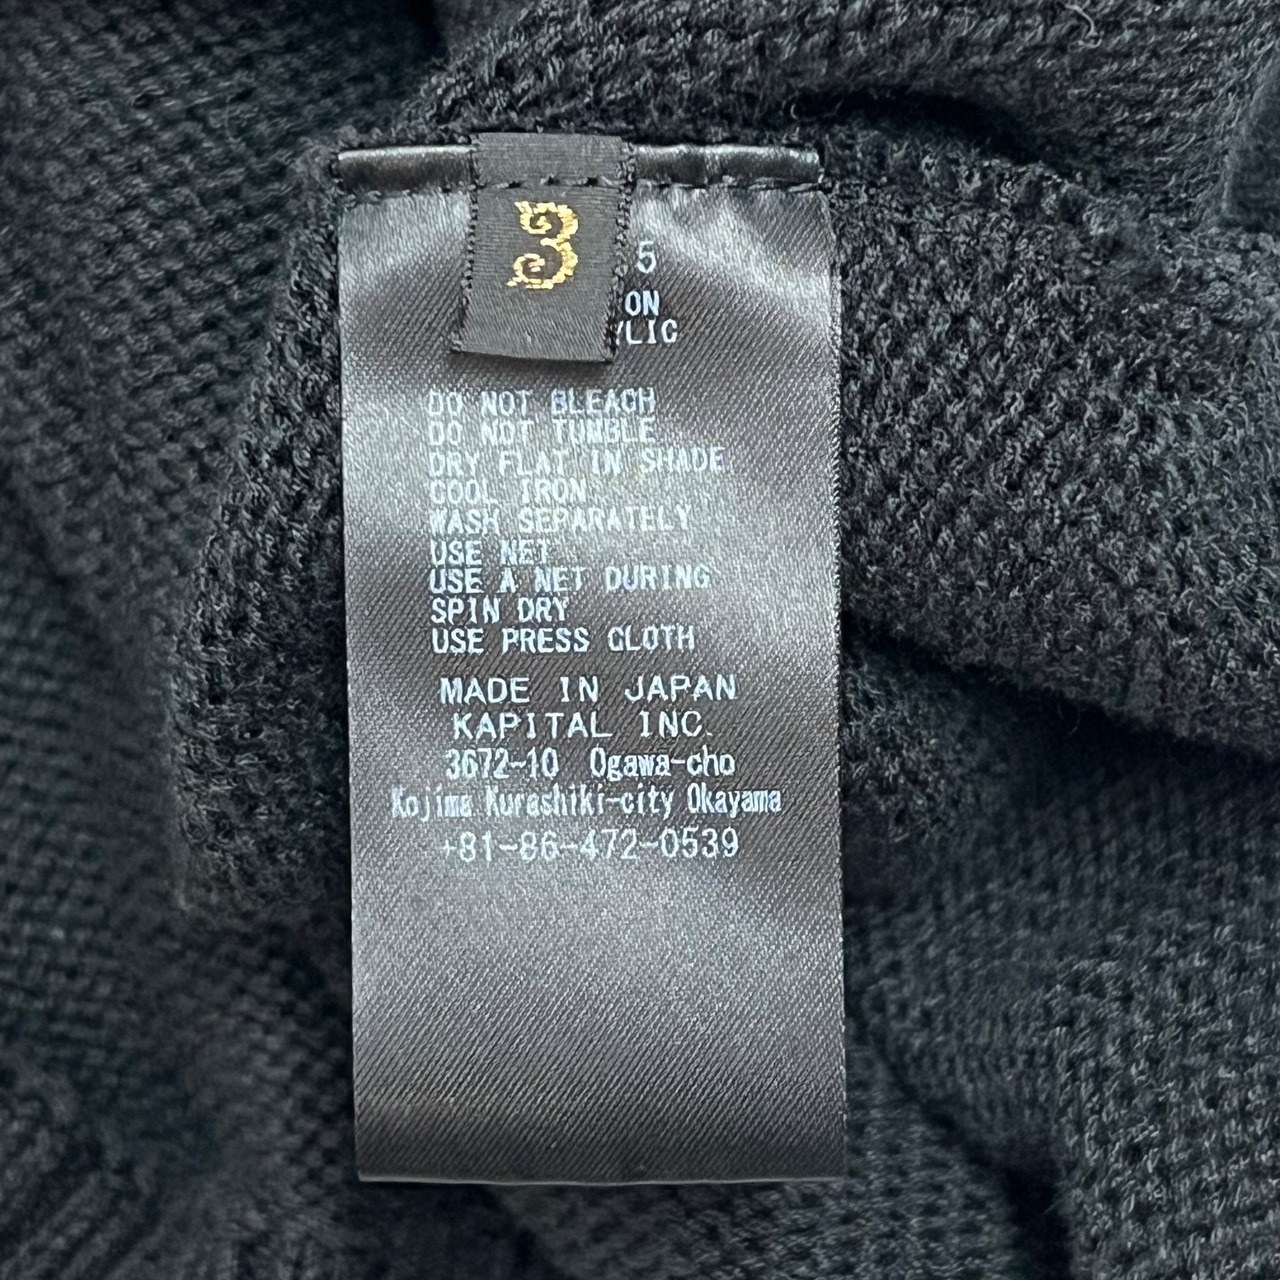 3
5
DO NOT BLEACH
DO NOT TUMBLE
DRY FLAT IN SHADE
COOL IRON
WASH SEPARATELY
USE NET
USE A NET DURING
SPIN DRY
USE PRESS CLOTH
MADE IN JAPAN
KAPITAL INC.
3672-10 Ogawa-cho
Kojima Kurashiki-city Okayama
+81-86-472-0539